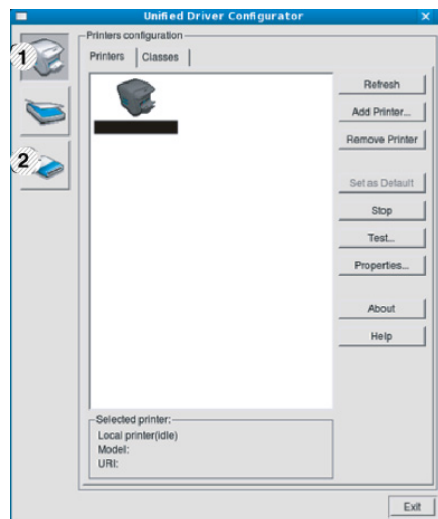 Unified Driver Configurator
Printers configuration
1
Printers
Classes
Refresh
Add Printer...
Remove Printer
2
Set as Default
Stop
Test...
Properties...
About
Help
Selected printer:
Local printer(idle)
Model:
URI:
Exit